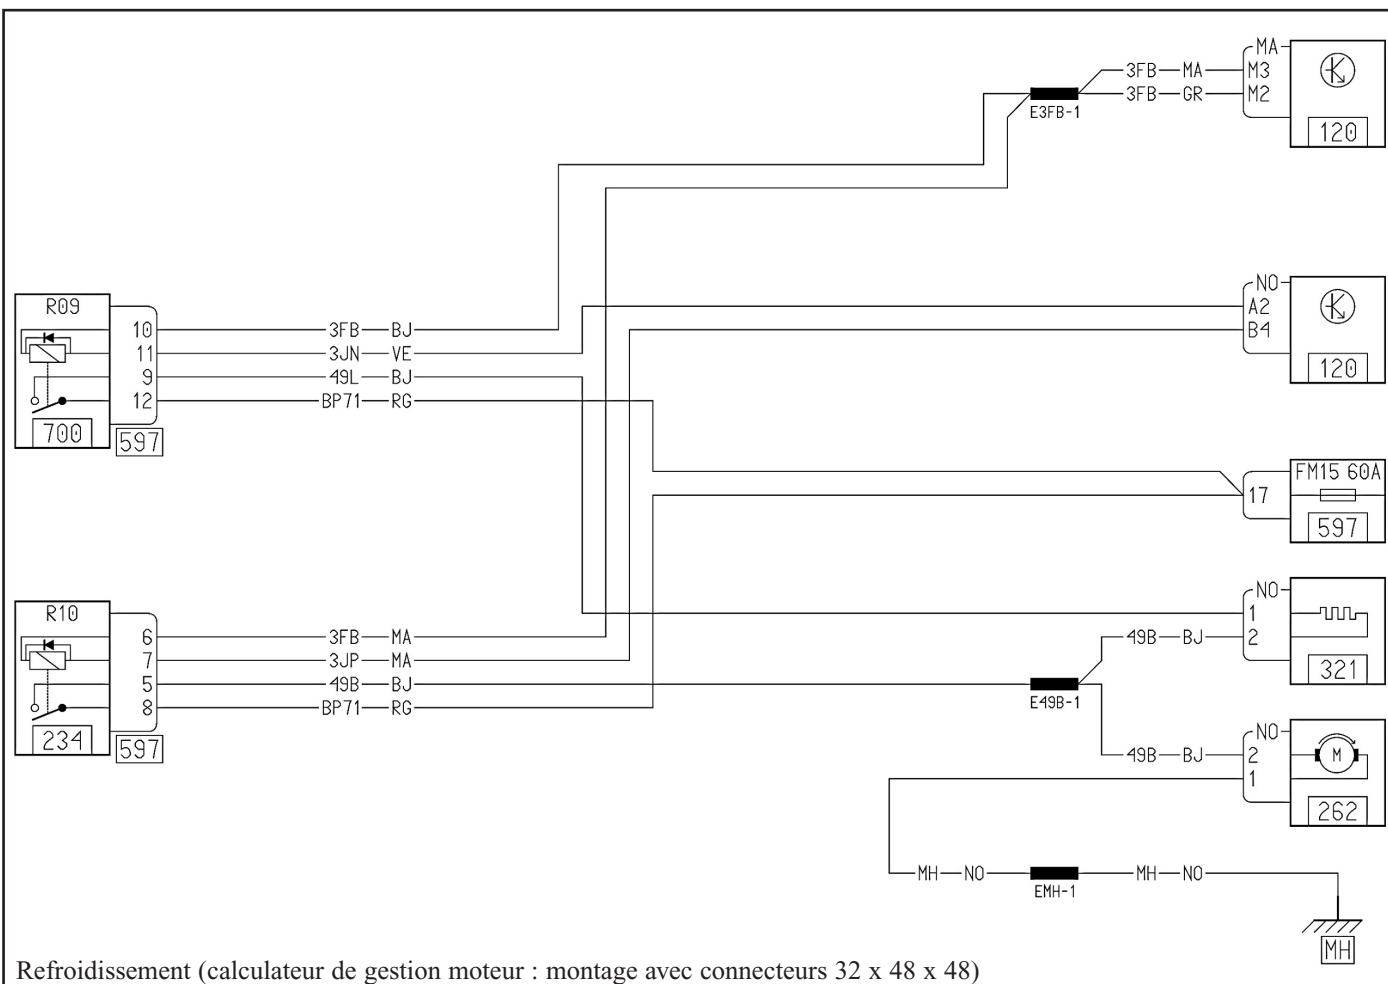 MA
3FB MA M3
3FB GR M2
E3FB-1
120
NO
A2
B4
120
R09
10 3FB BJ
11 3JN VE
9 49L BJ
12 BP71 RG
700
597
FM15 60A
17
597
R10
6 3FB MA
7 3JP MA
5 49B BJ
8 BP71 RG
234
597
NO
1
49B BJ 2
321
E49B-1
NO
49B BJ 2
1
262
MH NO MH NO
EMH-1
MH
Refroidissement (calculateur de gestion moteur : montage avec connecteurs 32 x 48 x 48)